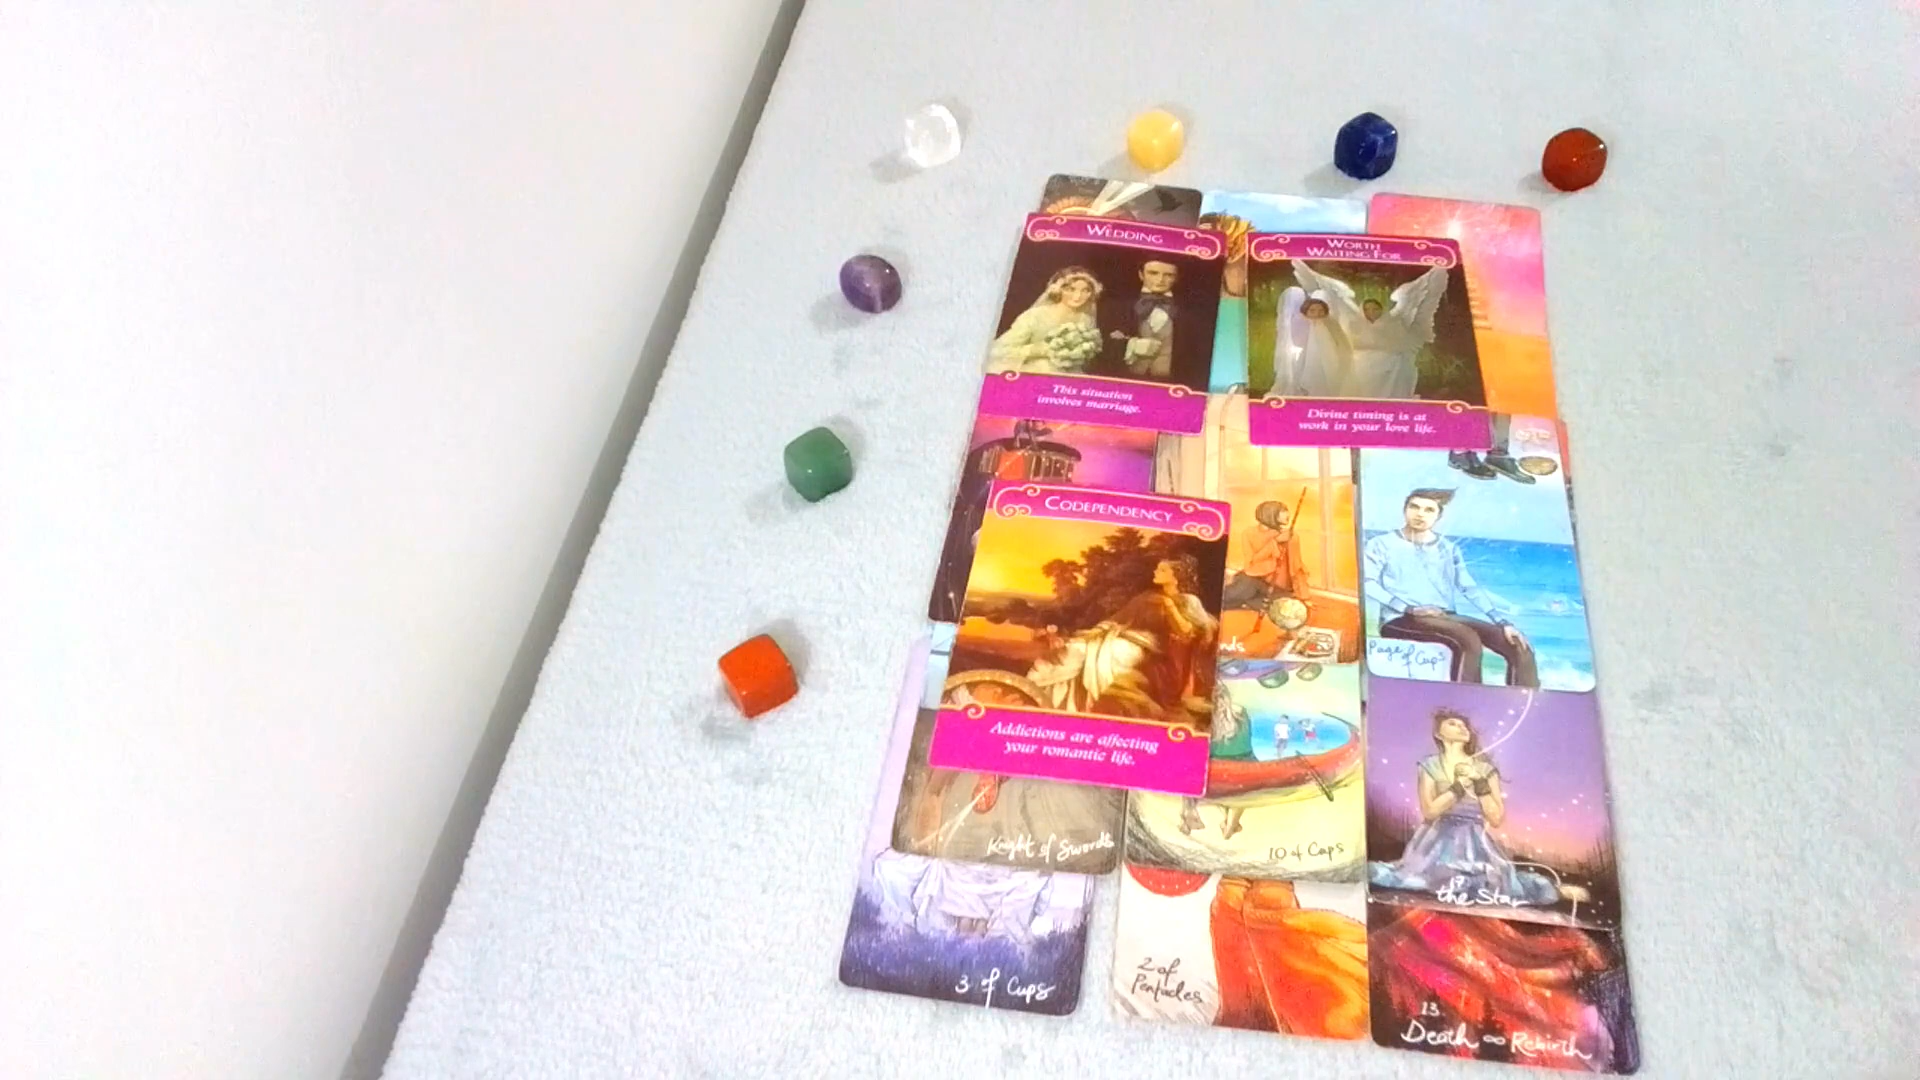 WEDDING
This situation
involves marriage.
WORTH
WAITING FOR
Divine timing is at
work in your love life.
CODEPENDENCY
Addictions are affecting
your romantic life.
nds
Page
of
Cups
Knight of Swords
10 of Cups
the Star
3 of Cups
2 of
Pentacles
13
Death ∞ Rebirth